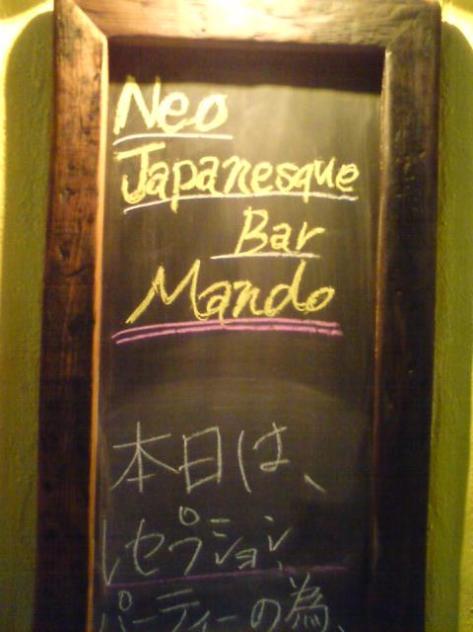 Neo
Japanesque
Bar
Mando
本日は、
レセプション
パーティーの為、